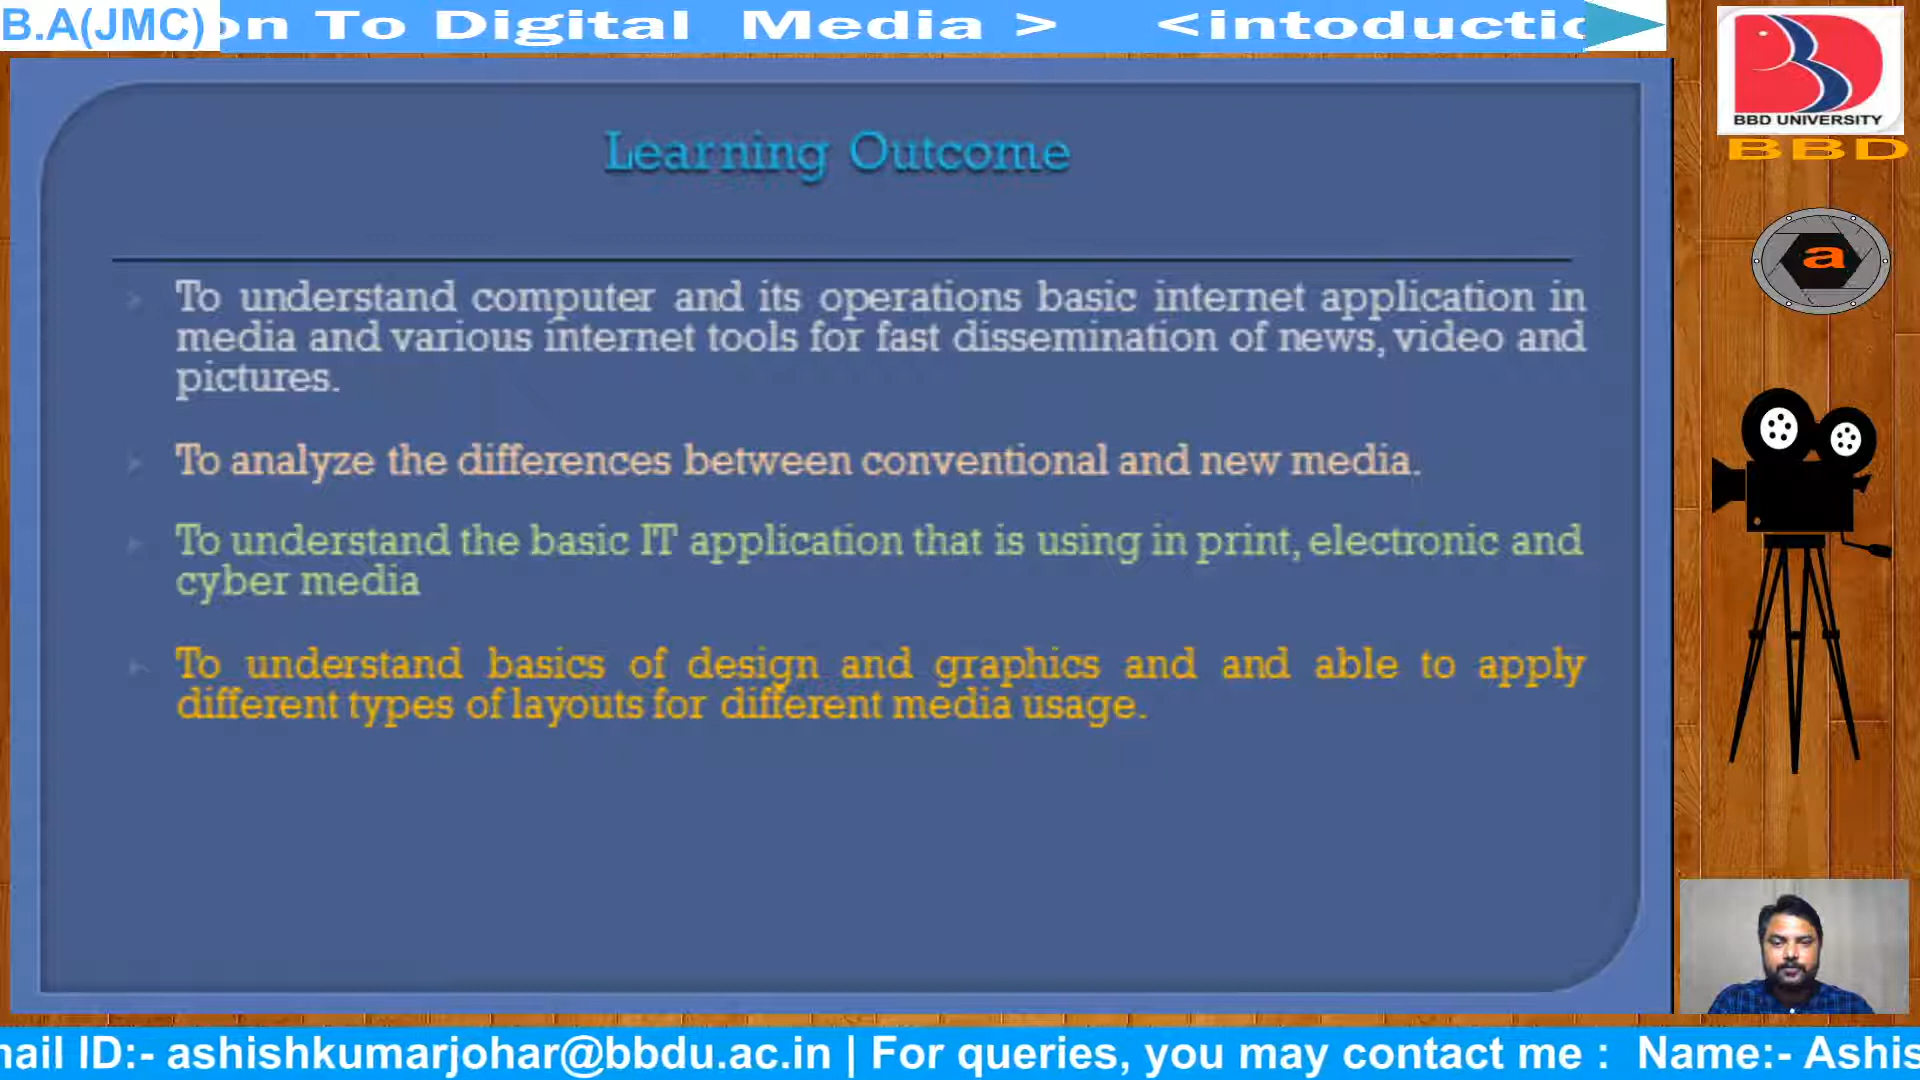 B.A(JMC)
on To Digital Media > <intoductio
BBD UNIVERSITY
BBD
a
Learning Outcome
To understand computer and its operations basic internet application in
media and various internet tools for fast dissemination of news, video and
pictures.
To analyze the differences between conventional and new media.
To understand the basic IT application that is using in print, electronic and
cyber media
To understand basics of design and graphics and and able to apply
different types of layouts for different media usage.
nail ID:- ashishkumarjohar@bbdu.ac.in | For queries, you may contact me : Name:- Ashis